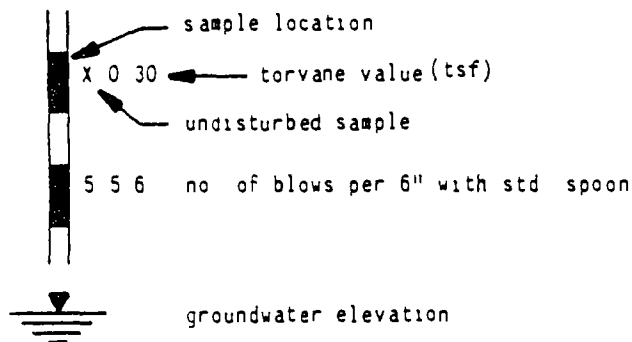 sample location
X 0 30 torvane value (tsf)
undisturbed sample
5 5 6 no of blows per 6" with std spoon
groundwater elevation